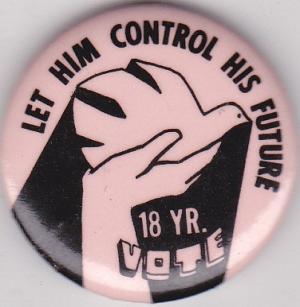 LET HIM CONTROL HIS FUTURE
18 YR.
VOTE